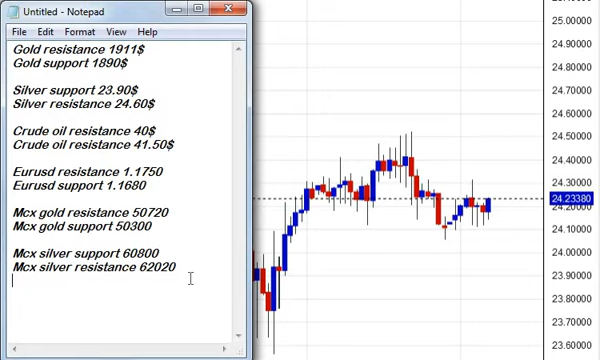 Untitled - Notepad
File Edit Format View Help
Gold resistance 1911$
Gold support 1890$
Silver support 23.90$
Silver resistance 24.60$
Crude oil resistance 40$
Crude oil resistance 41.50$
Eurusd resistance 1.1750
Eurusd support 1.1680
Mcx gold resistance 50720
Mcx gold support 50300
Mcx silver support 60800
Mcx silver resistance 62020
25.00000
24.90000
24.80000
24.70000
24.60000
24.50000
24.40000
24.30000
24.23380
24.20000
24.10000
24.00000
23.90000
23.80000
23.70000
23.60000